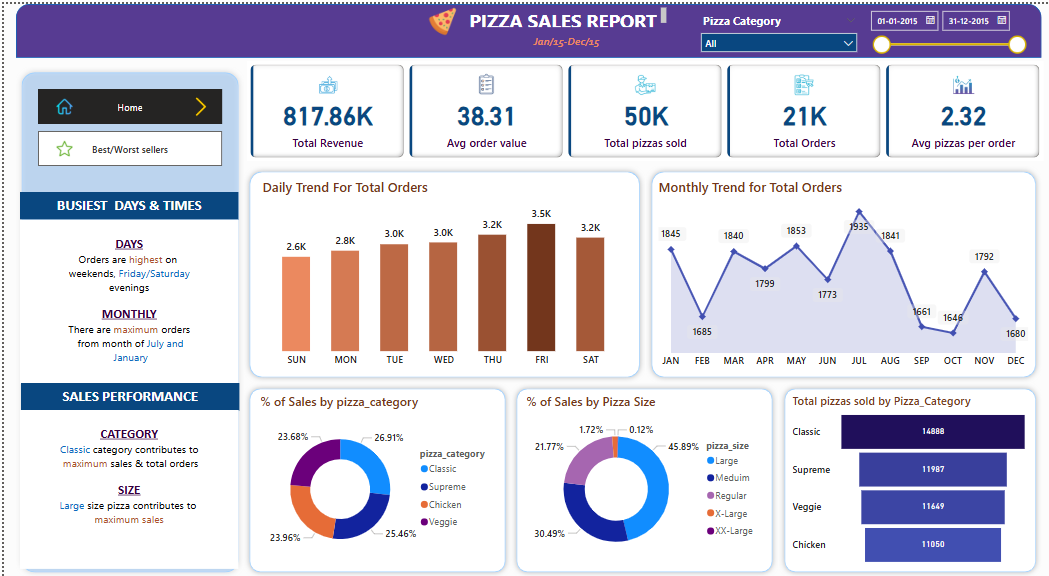 PIZZA SALES REPORT
Jan/15-Dec/15
Pizza Category
All
01-01-2015
31-12-2015
Home
Best/Worst sellers
BUSIEST DAYS & TIMES
DAYS
Orders are highest on
weekends, Friday/Saturday
evenings
MONTHLY
There are maximum orders
from month of July and
January
SALES PERFORMANCE
CATEGORY
Classic category contributes to
maximum sales & total orders
SIZE
Large size pizza contributes to
maximum sales
817.86K
Total Revenue
38.31
Avg order value
50K
Total pizzas sold
21K
Total Orders
2.32
Avg pizzas per order
Daily Trend For Total Orders
2.6K
2.8K
3.0K
3.0K
3.2K
3.5K
3.2K
SUN MON TUE WED THU FRI SAT
Monthly Trend for Total Orders
1845
1685
1840
1799
1853
1773
1935
1841
1661
1646
1792
1680
JAN FEB MAR APR MAY JUN JUL AUG SEP OCT NOV DEC
% of Sales by pizza_category
23.68%
26.91%
23.96%
25.46%
pizza_category
Classic
Supreme
Chicken
Veggie
% of Sales by Pizza Size
1.72%
0.12%
21.77%
45.89%
30.49%
pizza_size
Large
Meduim
Regular
X-Large
XX-Large
Total pizzas sold by Pizza_Category
Classic 14888
Supreme 11987
Veggie 11649
Chicken 11050